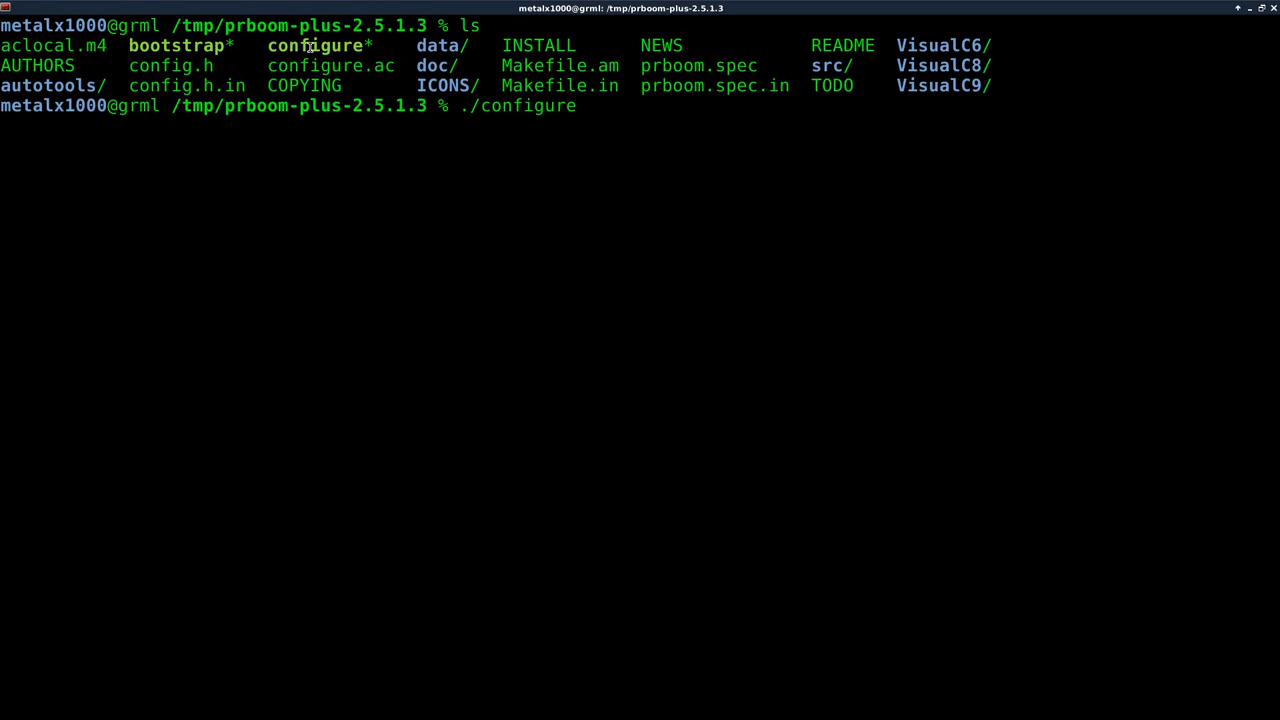 metalx1000@grml: /tmp/prboom-plus-2.5.1.3
metalx1000@grml /tmp/prboom-plus-2.5.1.3 % ls
aclocal.m4 bootstrap* configure* data/ INSTALL NEWS README VisualC6/
AUTHORS config.h configure.ac doc/ Makefile.am prboom.spec src/ VisualC8/
autotools/ config.h.in COPYING ICONS/ Makefile.in prboom.spec.in TODO VisualC9/
metalx1000@grml /tmp/prboom-plus-2.5.1.3 % ./configure